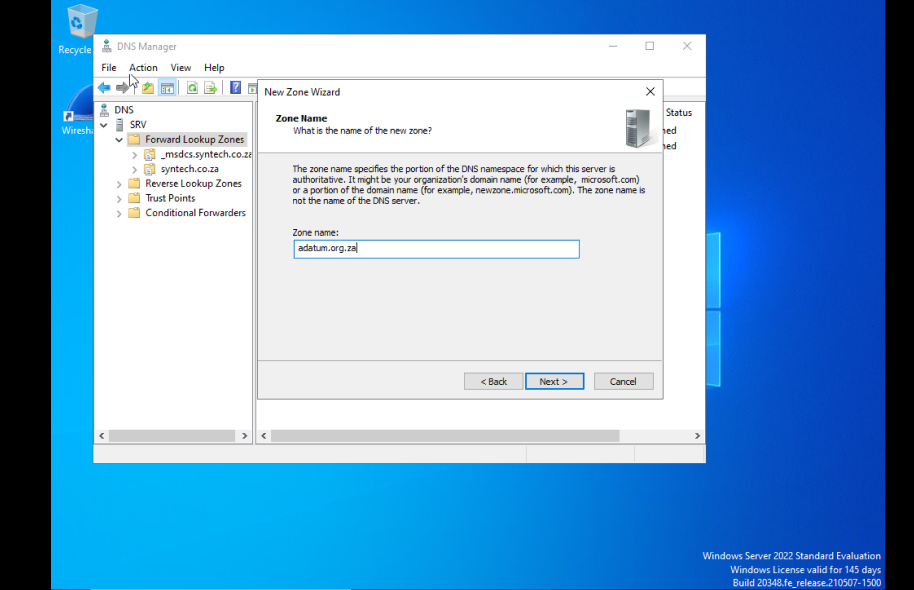 Recycle
DNS Manager
File Action View Help
New Zone Wizard
DNS
Status
SRV
Zone Name
Wiresha
What is the name of the new zone?
ned
Forward Lookup Zones
ned
_msdcs.syntech.co.za
syntech.co.za
The zone name specifies the portion of the DNS namespace for which this server is
authoritative. It might be your organization's domain name (for example, microsoft.com)
or a portion of the domain name (for example, newzone.microsoft.com). The zone name is
not the name of the DNS server.
Reverse Lookup Zones
Trust Points
Conditional Forwarders
Zone name:
adatum.org.za
< Back Next > Cancel
Windows Server 2022 Standard Evaluation
Windows License valid for 145 days
Build 20348.fe_release.210507-1500